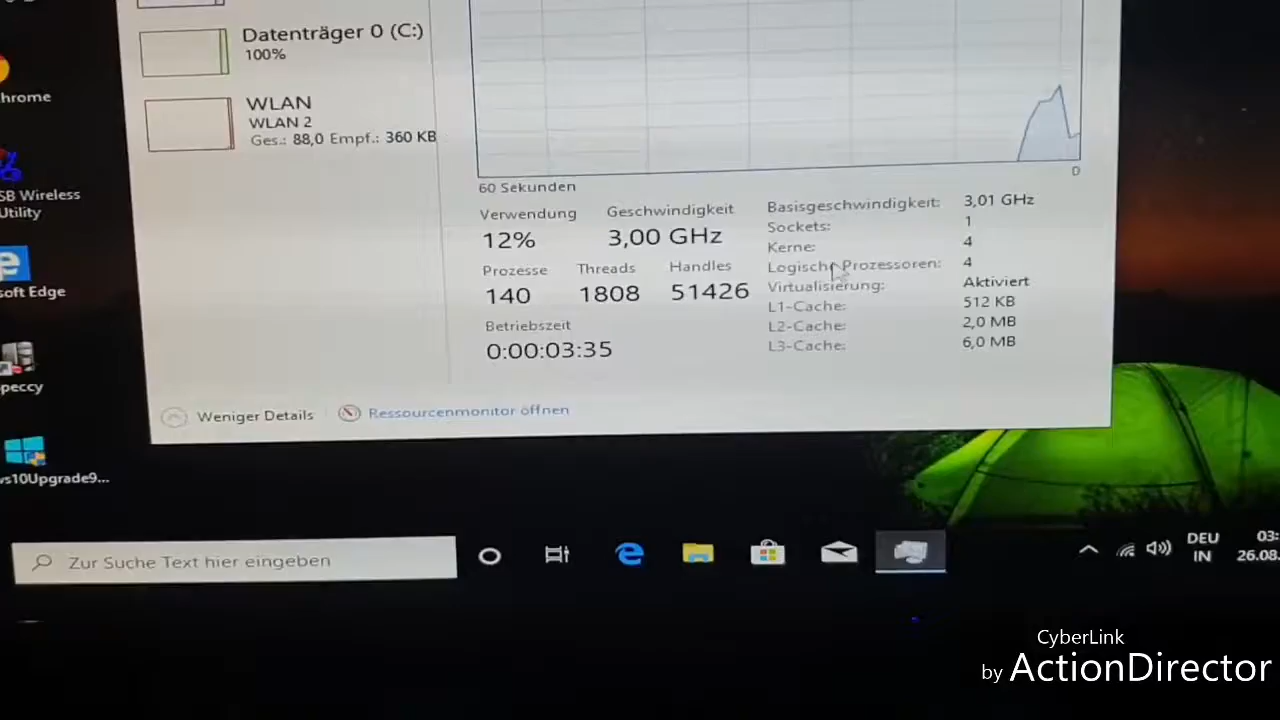 Datenträger 0 (C:)
100%
WLAN
WLAN 2
Ges.: 88,0 Empf.: 360 KB
60 Sekunden
0
Verwendung
12%
Geschwindigkeit
3,00 GHz
Prozesse
140
Threads
1808
Handles
51426
Betriebszeit
0:00:03:35
Basisgeschwindigkeit: 3,01 GHz
Sockets: 1
Kerne: 4
Logische Prozessoren: 4
Virtualisierung: Aktiviert
L1-Cache: 512 KB
L2-Cache: 2,0 MB
L3-Cache: 6,0 MB
Weniger Details
Ressourcenmonitor öffnen
hrome
SB Wireless
Utility
soft Edge
peccy
ws10Upgrade9...
Zur Suche Text hier eingeben
DEU
IN
03:
26.08.
CyberLink
by ActionDirector